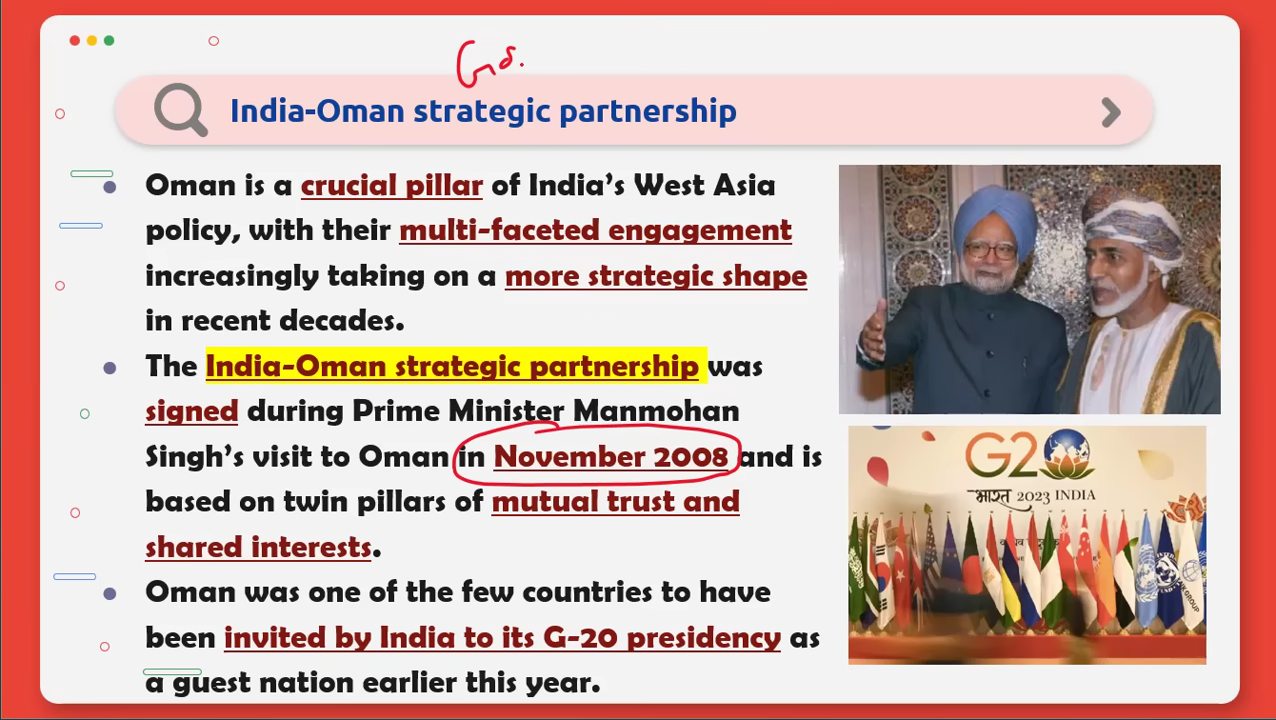 India-Oman strategic partnership
Oman is a crucial pillar of India's West Asia
policy, with their multi-faceted engagement
increasingly taking on a more strategic shape
in recent decades.
The India-Oman strategic partnership was
signed during Prime Minister Manmohan
Singh's visit to Oman in November 2008 and is
based on twin pillars of mutual trust and
shared interests.
Oman was one of the few countries to have
been invited by India to its G-20 presidency as
a guest nation earlier this year.
G20
भारत 2023 INDIA